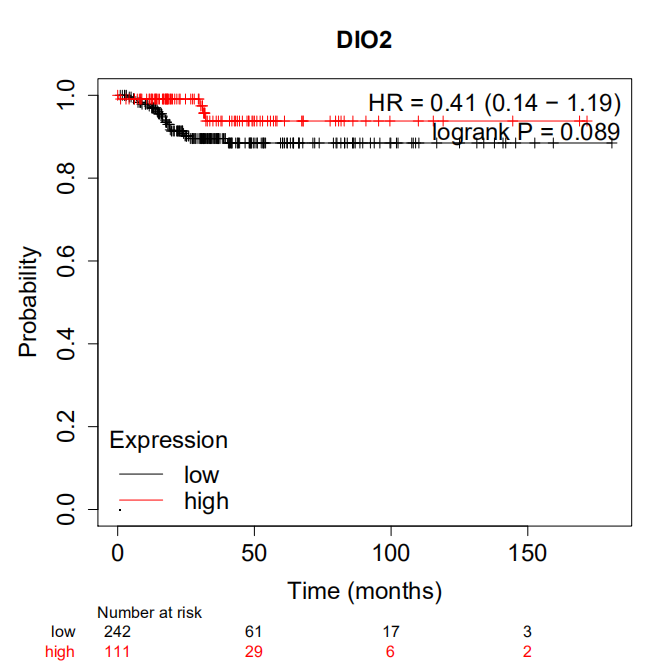 DIO2
HR = 0.41 (0.14 − 1.19)
logrank P = 0.089
1.0
0.8
0.6
0.4
0.2
0.0
Probability
Expression
low
high
0 50 100 150
Time (months)
Number at risk
low 242 61 17 3
high 111 29 6 2